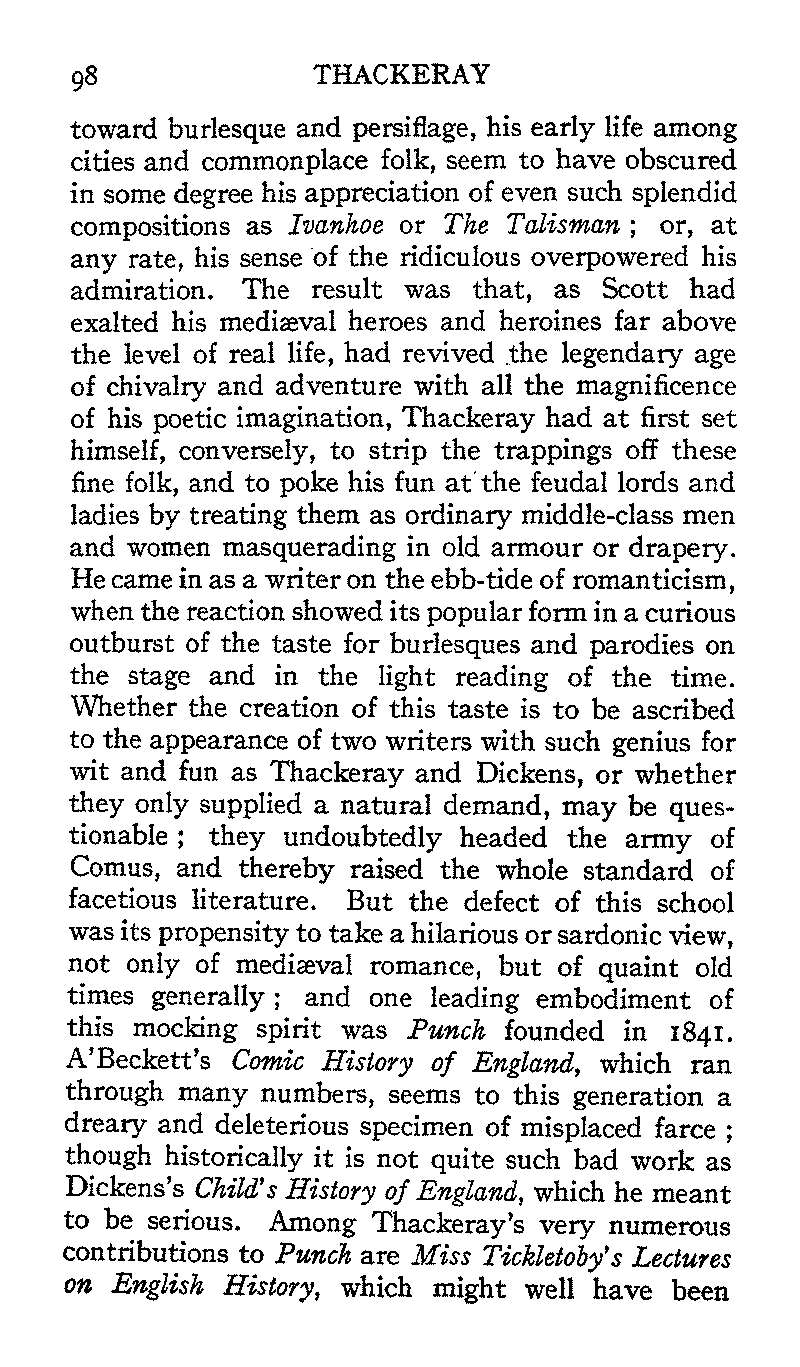 98 THACKERAY
toward burlesque and persiflage, his early life among
cities and commonplace folk, seem to have obscured
in some degree his appreciation of even such splendid
compositions as Ivanhoe or The Talisman ; or, at
any rate, his sense of the ridiculous overpowered his
admiration. The result was that, as Scott had
exalted his mediæval heroes and heroines far above
the level of real life, had revived the legendary age
of chivalry and adventure with all the magnificence
of his poetic imagination, Thackeray had at first set
himself, conversely, to strip the trappings off these
fine folk, and to poke his fun at the feudal lords and
ladies by treating them as ordinary middle-class men
and women masquerading in old armour or drapery.
He came in as a writer on the ebb-tide of romanticism,
when the reaction showed its popular form in a curious
outburst of the taste for burlesques and parodies on
the stage and in the light reading of the time.
Whether the creation of this taste is to be ascribed
to the appearance of two writers with such genius for
wit and fun as Thackeray and Dickens, or whether
they only supplied a natural demand, may be ques-
tionable ; they undoubtedly headed the army of
Comus, and thereby raised the whole standard of
facetious literature. But the defect of this school
was its propensity to take a hilarious or sardonic view,
not only of mediæval romance, but of quaint old
times generally ; and one leading embodiment of
this mocking spirit was Punch founded in 1841.
A'Beckett's Comic History of England, which ran
through many numbers, seems to this generation a
dreary and deleterious specimen of misplaced farce ;
though historically it is not quite such bad work as
Dickens's Child's History of England, which he meant
to be serious. Among Thackeray's very numerous
contributions to Punch are Miss Tickletoby's Lectures
on English History, which might well have been